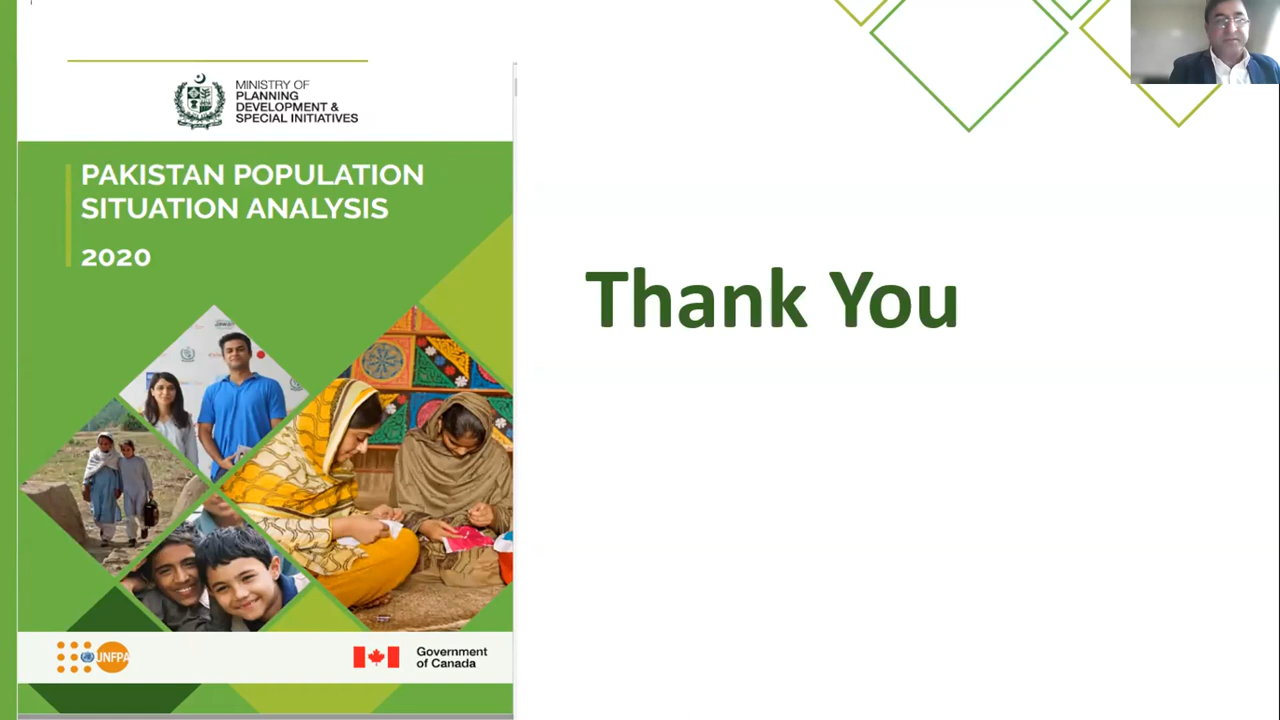 MINISTRY OF
PLANNING
DEVELOPMENT &
SPECIAL INITIATIVES
PAKISTAN POPULATION
SITUATION ANALYSIS
2020
Thank You
UNFPA
Government
of Canada